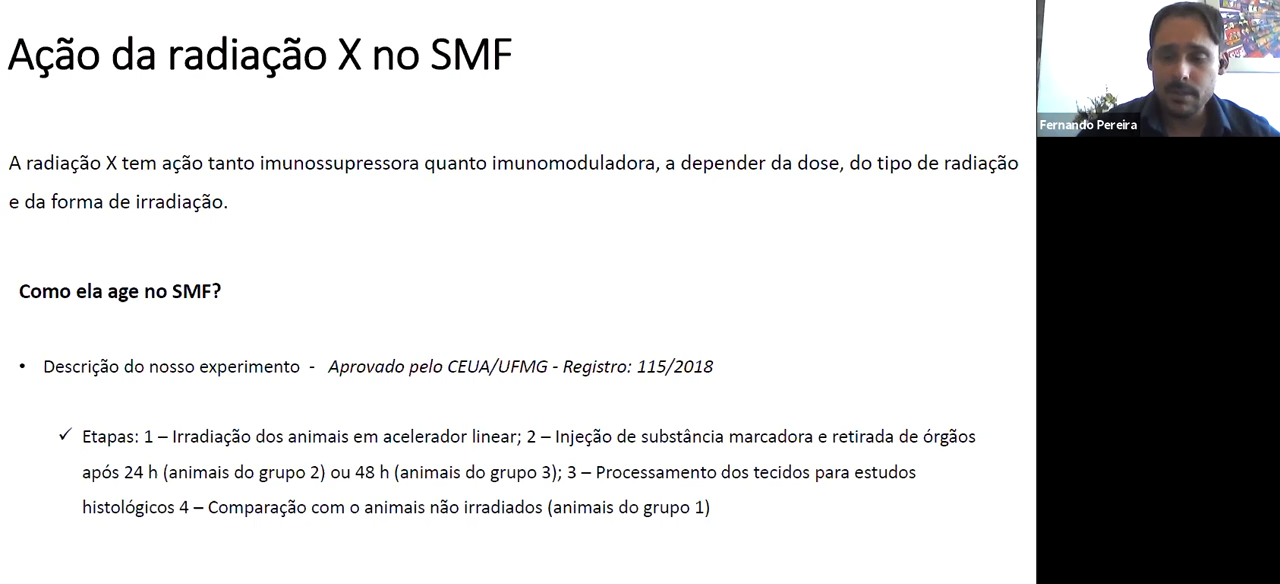 Ação da radiação X no SMF
A radiação X tem ação tanto imunossupressora quanto imunomoduladora, a depender da dose, do tipo de radiação
e da forma de irradiação.
Como ela age no SMF?
• Descrição do nosso experimento - Aprovado pelo CEUA/UFMG - Registro: 115/2018
✓ Etapas: 1 – Irradiação dos animais em acelerador linear; 2 – Injeção de substância marcadora e retirada de órgãos
após 24 h (animais do grupo 2) ou 48 h (animais do grupo 3); 3 – Processamento dos tecidos para estudos
histológicos 4 – Comparação com o animais não irradiados (animais do grupo 1)
Fernando Pereira